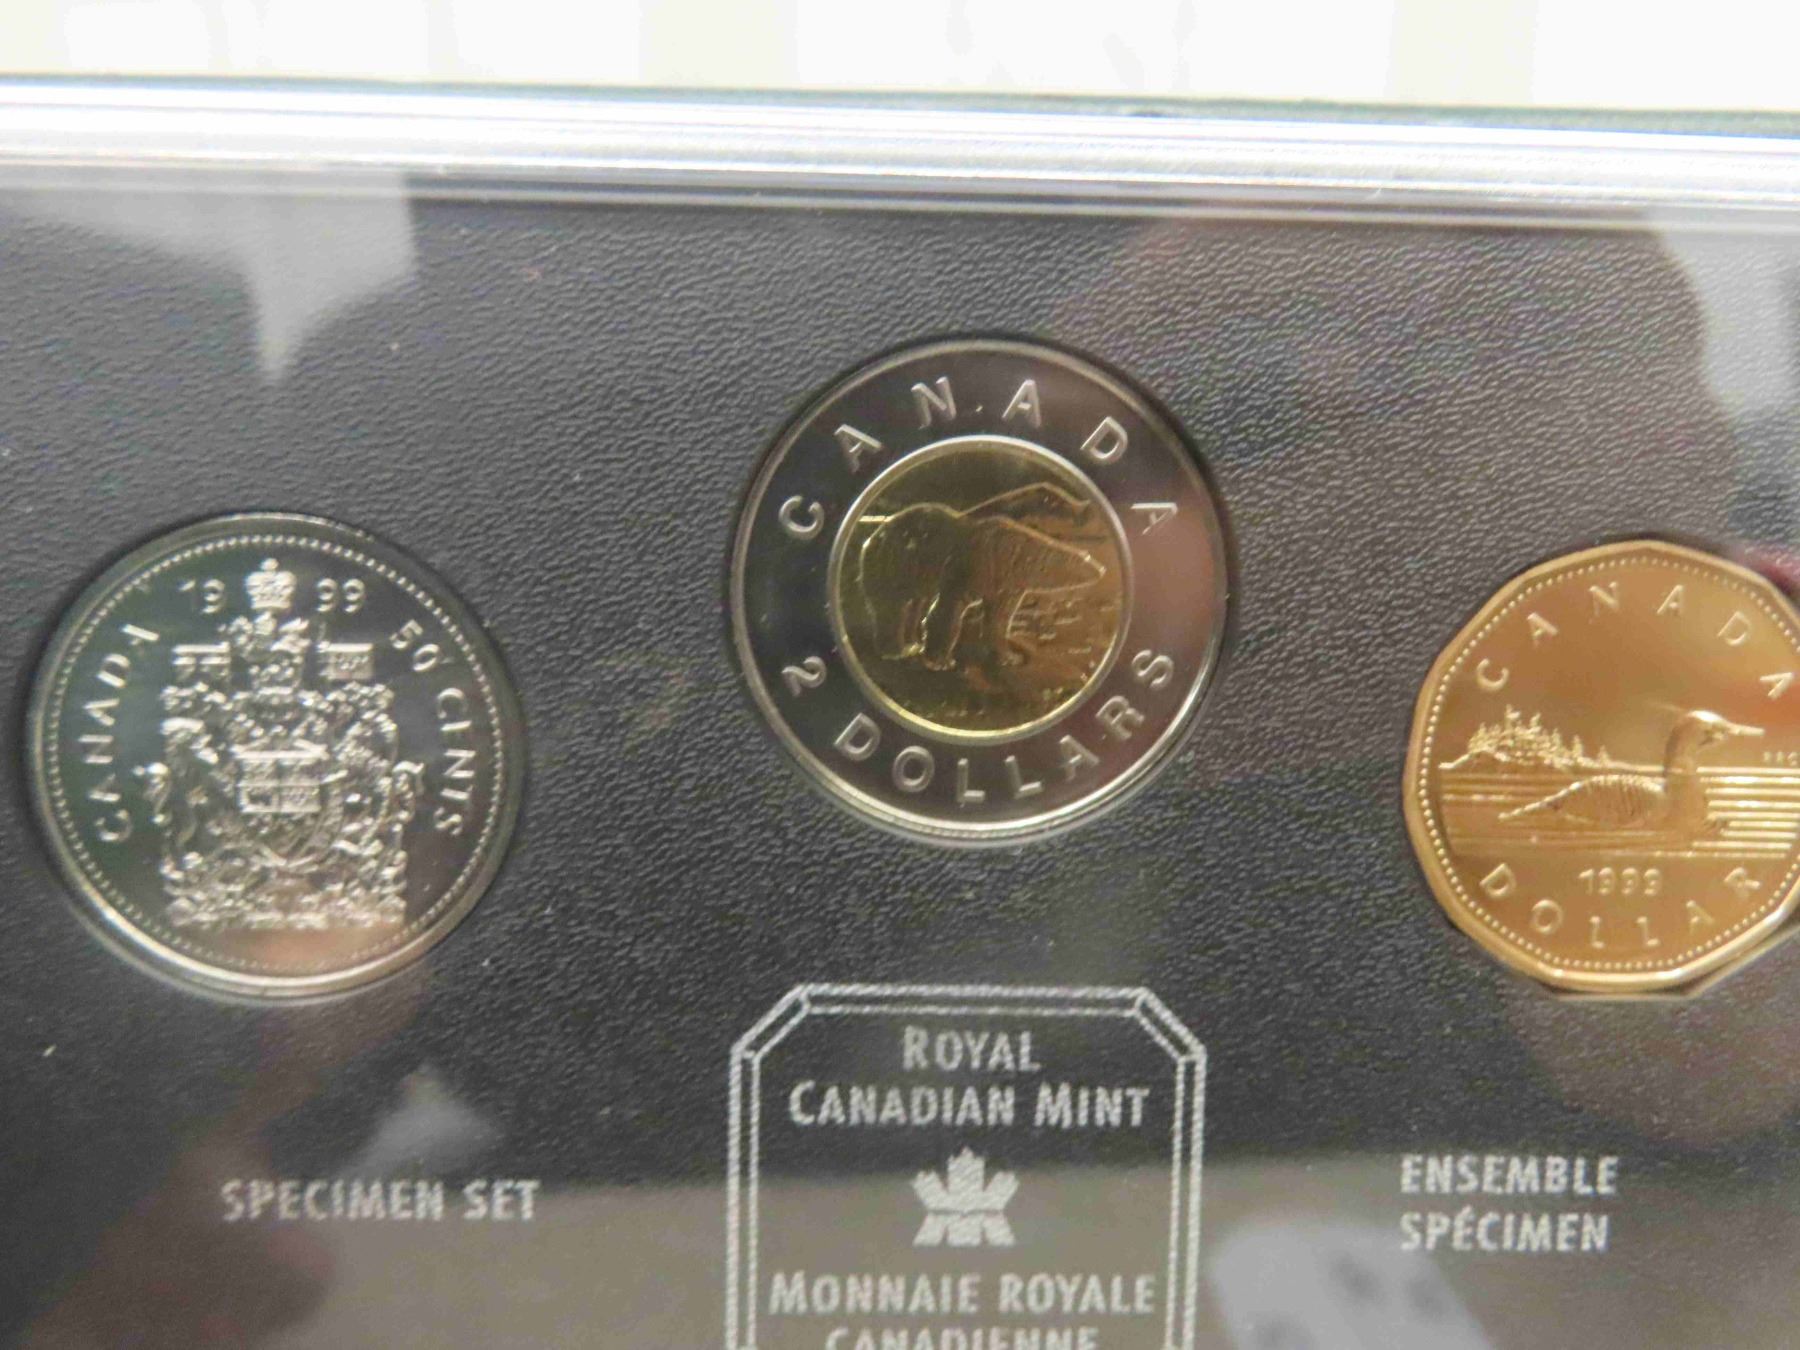 CANADA 1999 50 CENTS
CANADA
2 DOLLARS
CANADA
1999
DOLLAR
ROYAL
CANADIAN MINT
SPECIMEN SET
ENSEMBLE
SPÉCIMEN
MONNAIE ROYALE
CANADIENNE